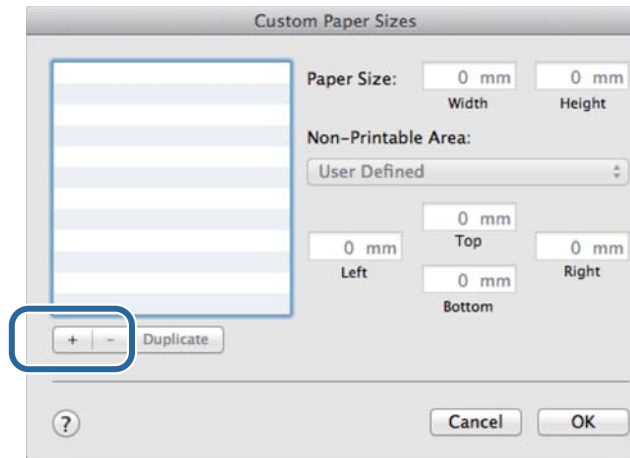 Custom Paper Sizes
Paper Size: 0 mm 0 mm
Width Height
Non-Printable Area:
User Defined
0 mm
Top
0 mm 0 mm
Left Right
0 mm
Bottom
+ - Duplicate
? Cancel OK